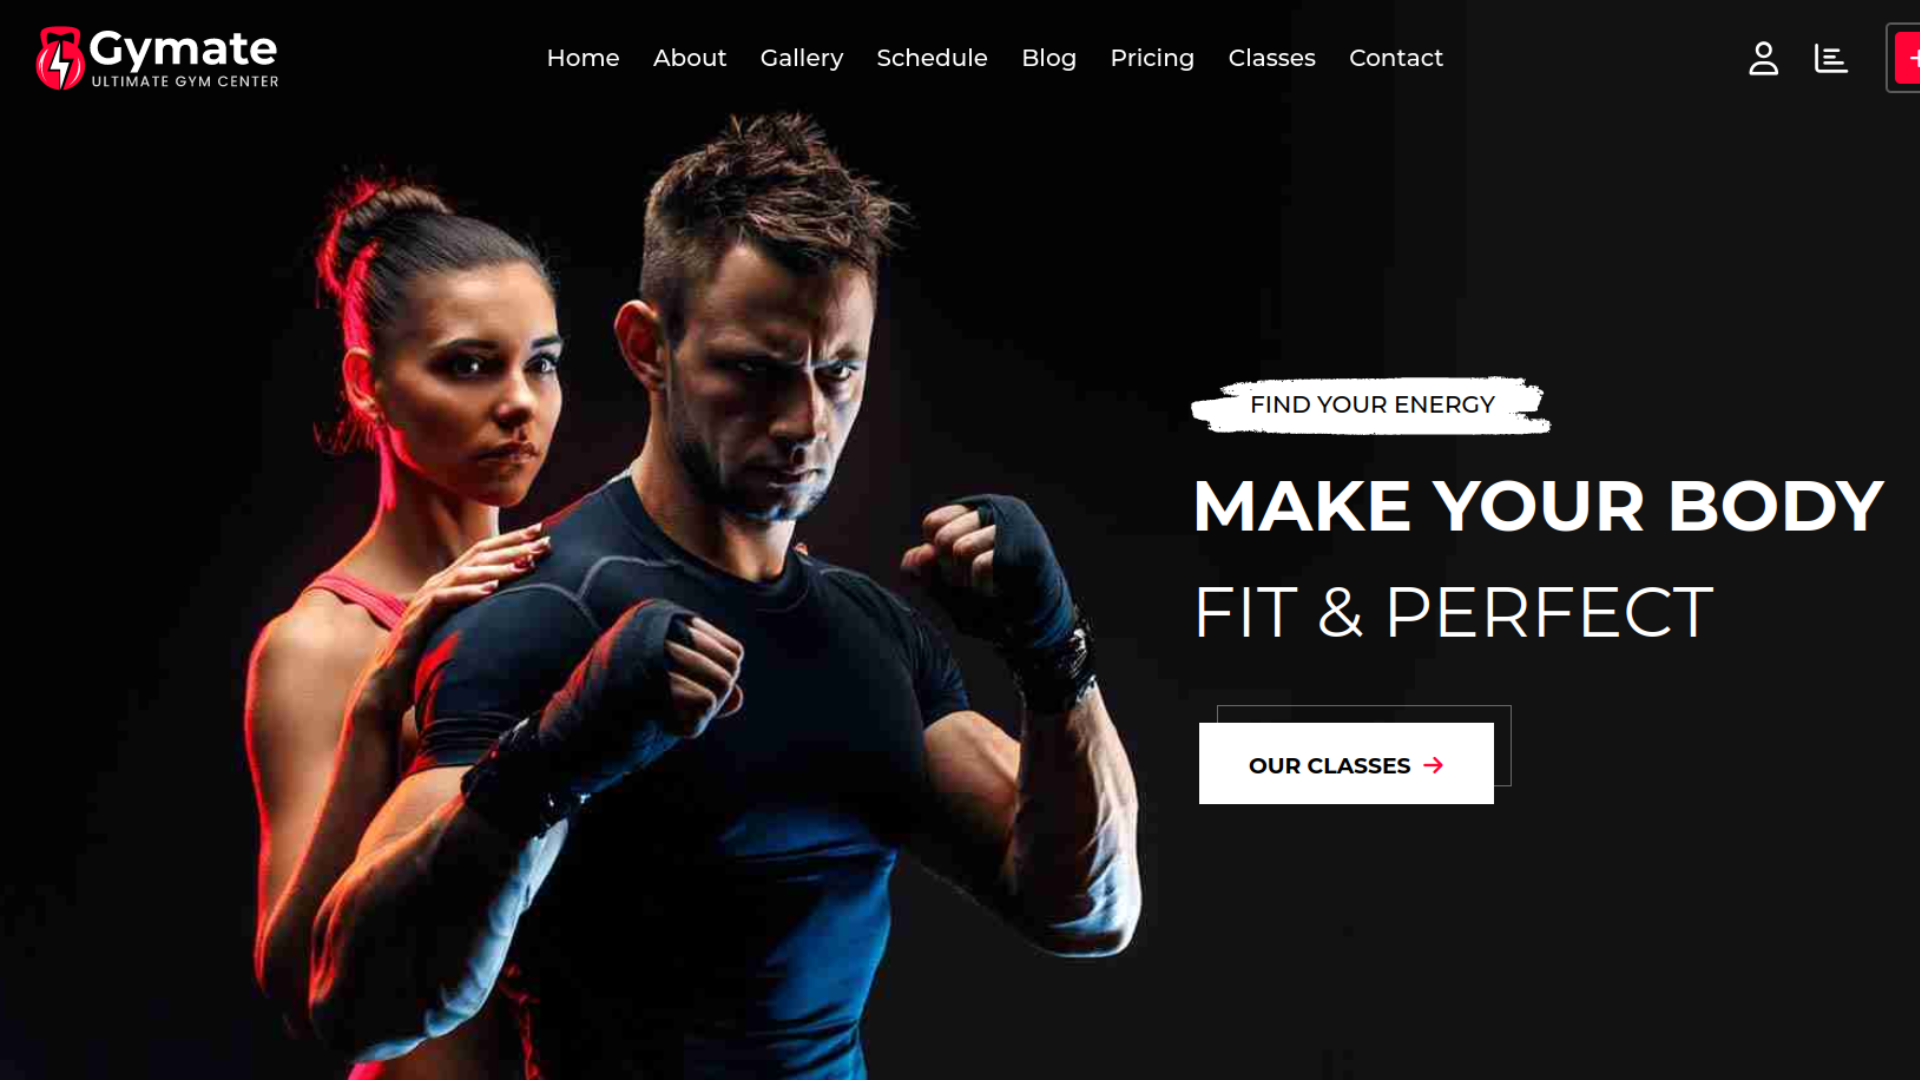 Gymate
ULTIMATE GYM CENTER
Home About Gallery Schedule Blog Pricing Classes Contact
FIND YOUR ENERGY
MAKE YOUR BODY
FIT & PERFECT
OUR CLASSES